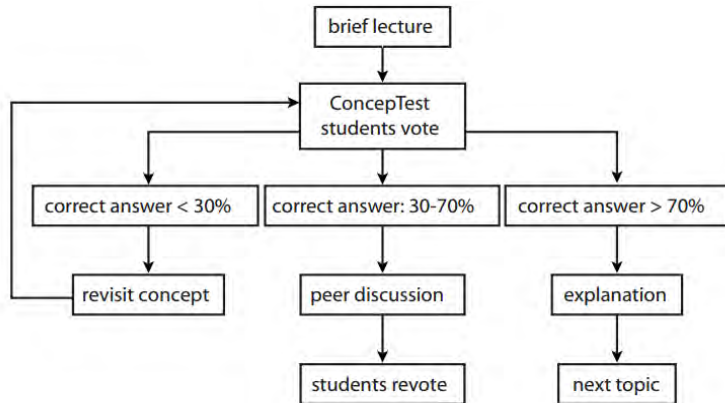 brief lecture
ConcepTest
students vote
correct answer < 30%
correct answer: 30-70%
correct answer > 70%
revisit concept
peer discussion
explanation
students revote
next topic